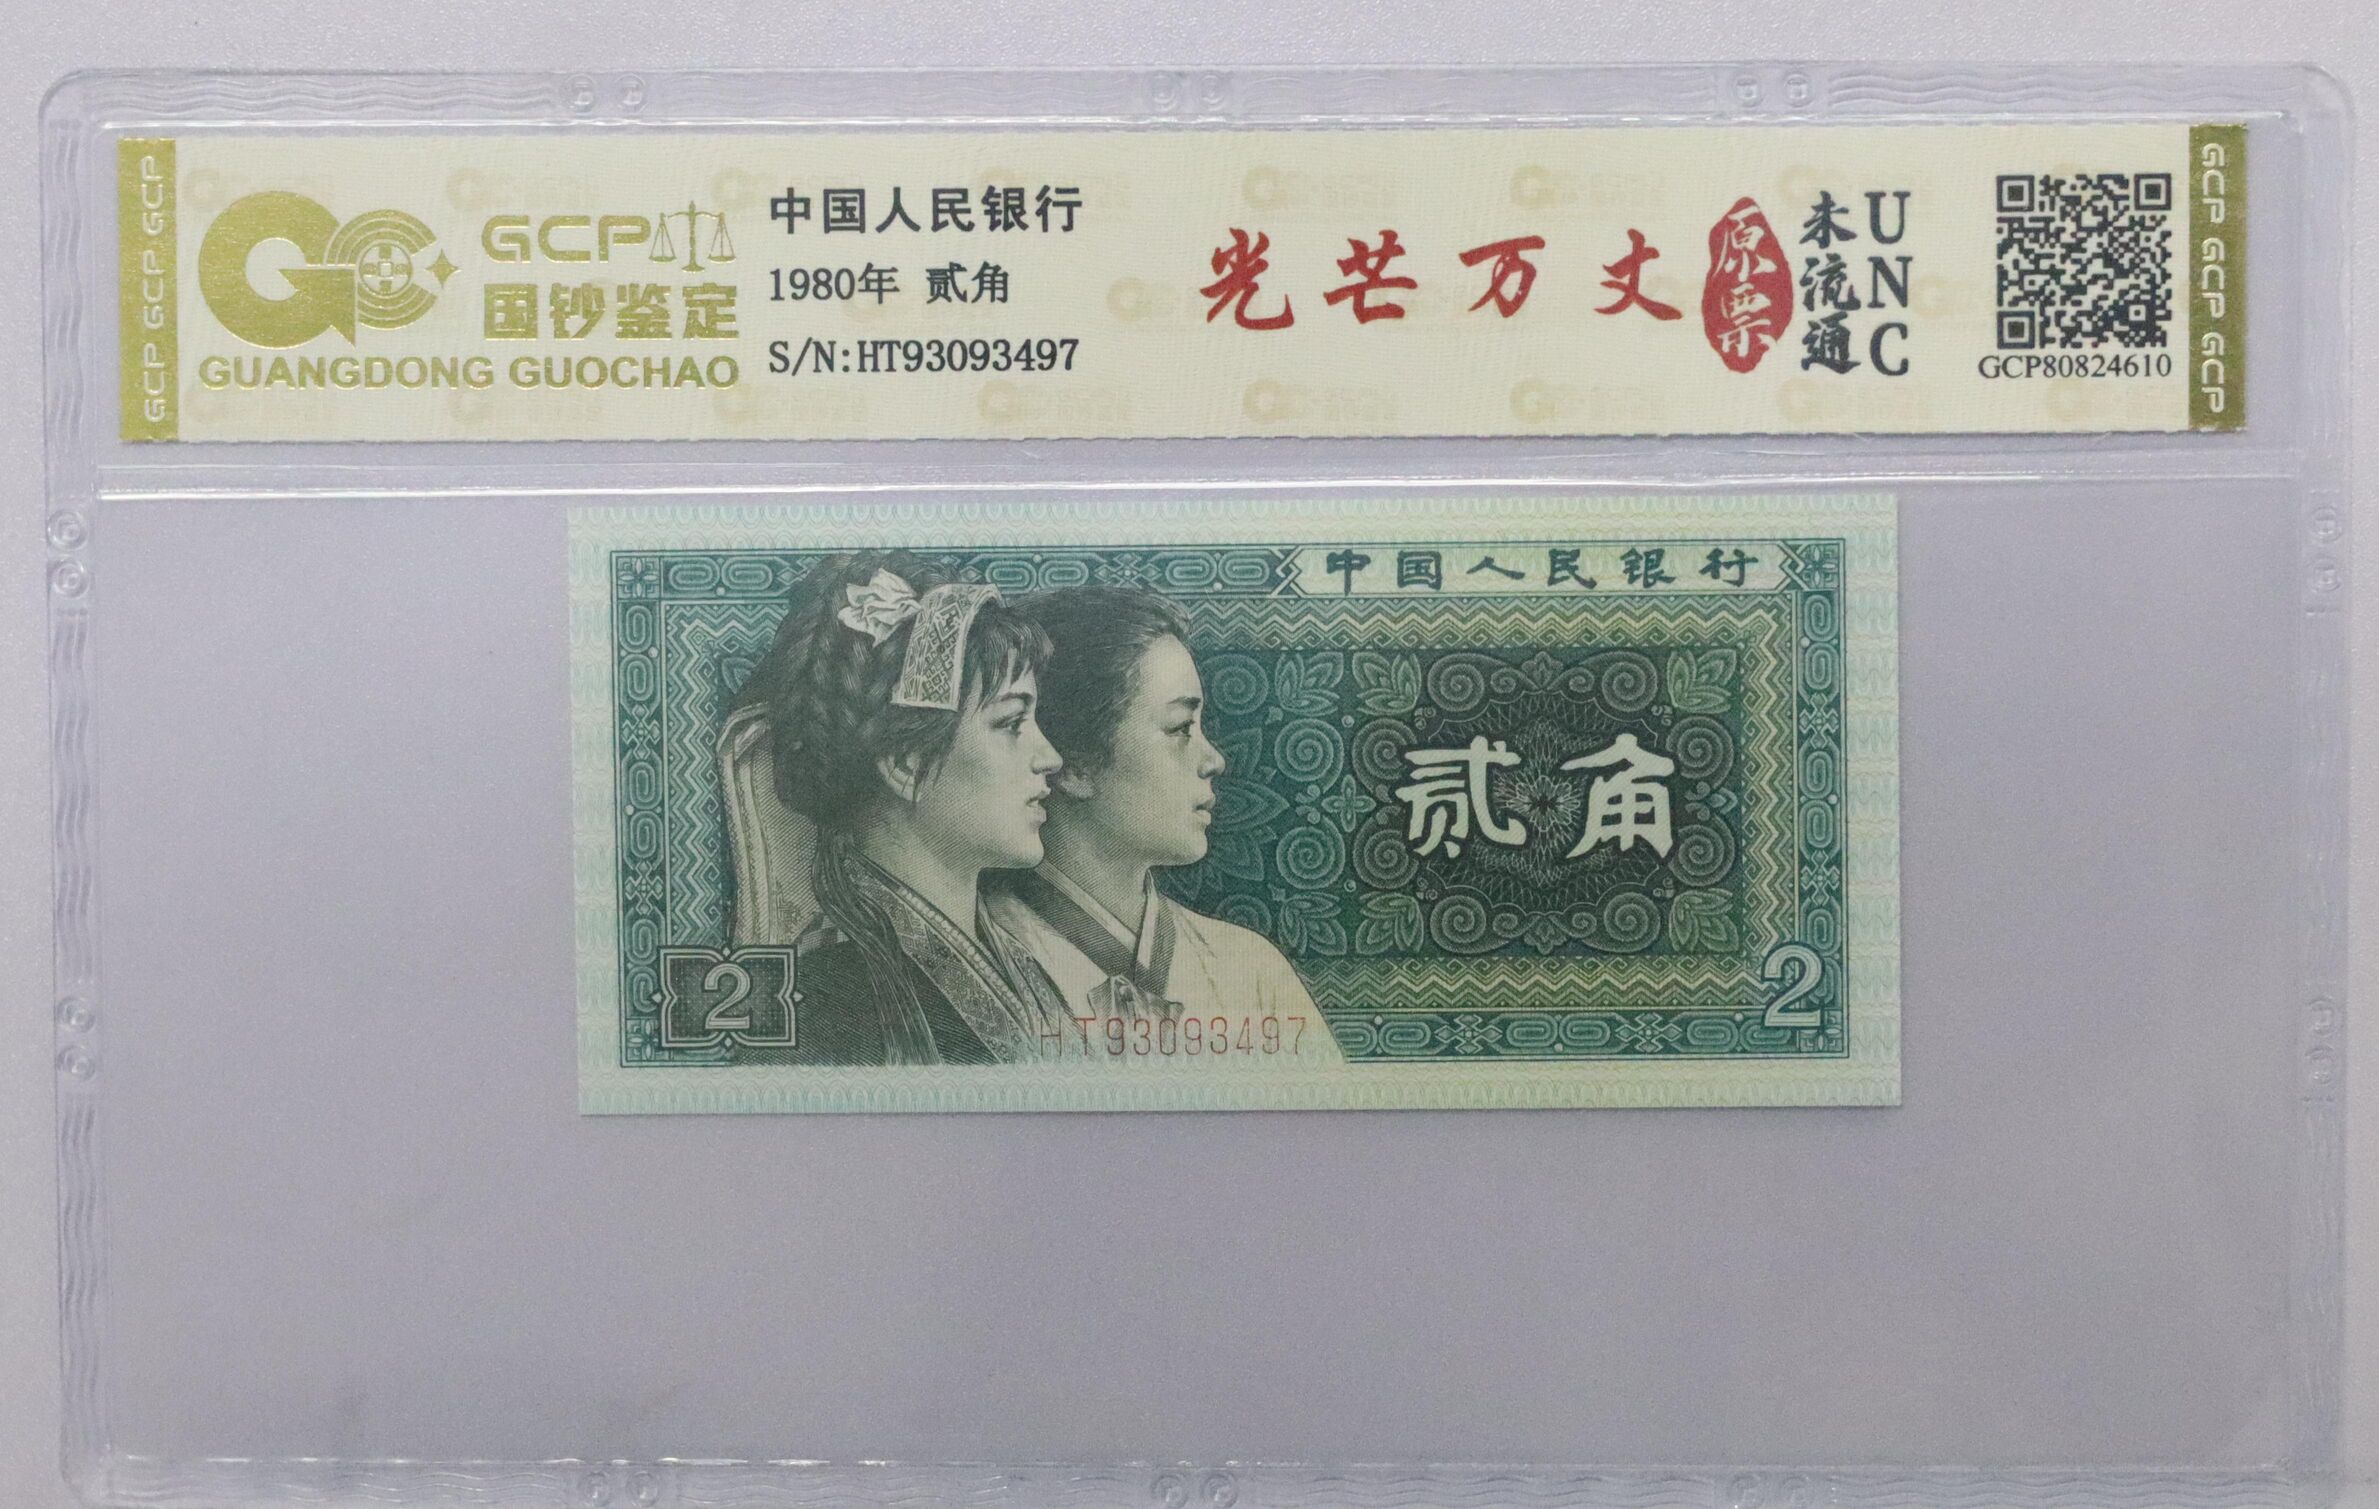 GCP GCP GCP
GCP
国钞鉴定
GUANGDONG GUOCHAO
中国人民银行
1980年 贰角
S/N:HT93093497
光芒万丈
原票
未流通
UNC
GCP80824610
GCP GCP GCP
中国人民银行
贰角
2
2
HT93093497